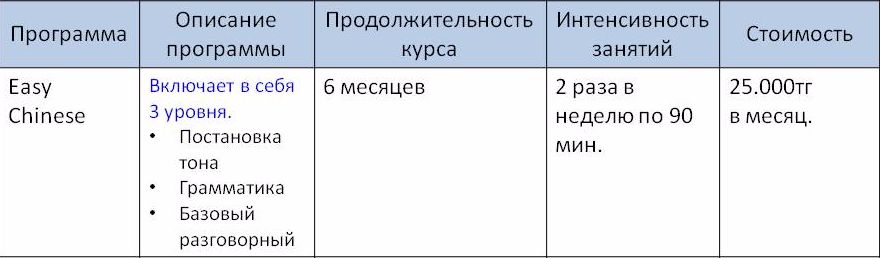 Программа
Описание
программы
Продолжительность
курса
Интенсивность
занятий
Стоимость
Easy
Chinese
Включает в себя
3 уровня.
• Постановка
тона
• Грамматика
• Базовый
разговорный
6 месяцев
2 раза в
неделю по 90
мин.
25.000тг
в месяц.